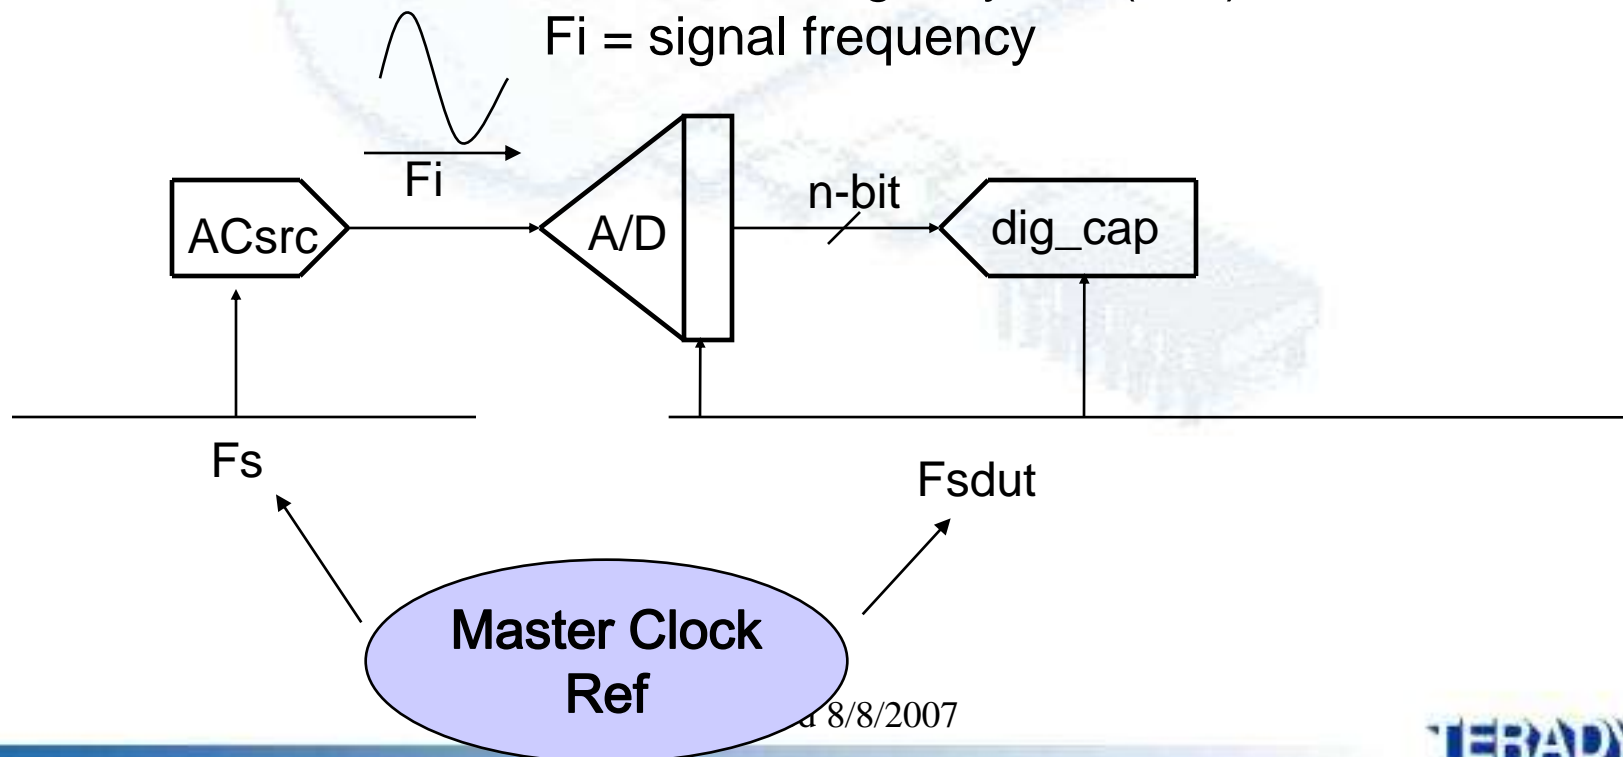 Fi = signal frequency
Fi
n-bit
ACsrc
A/D
dig_cap
Fs
Fsdut
Master Clock
Ref
8/8/2007